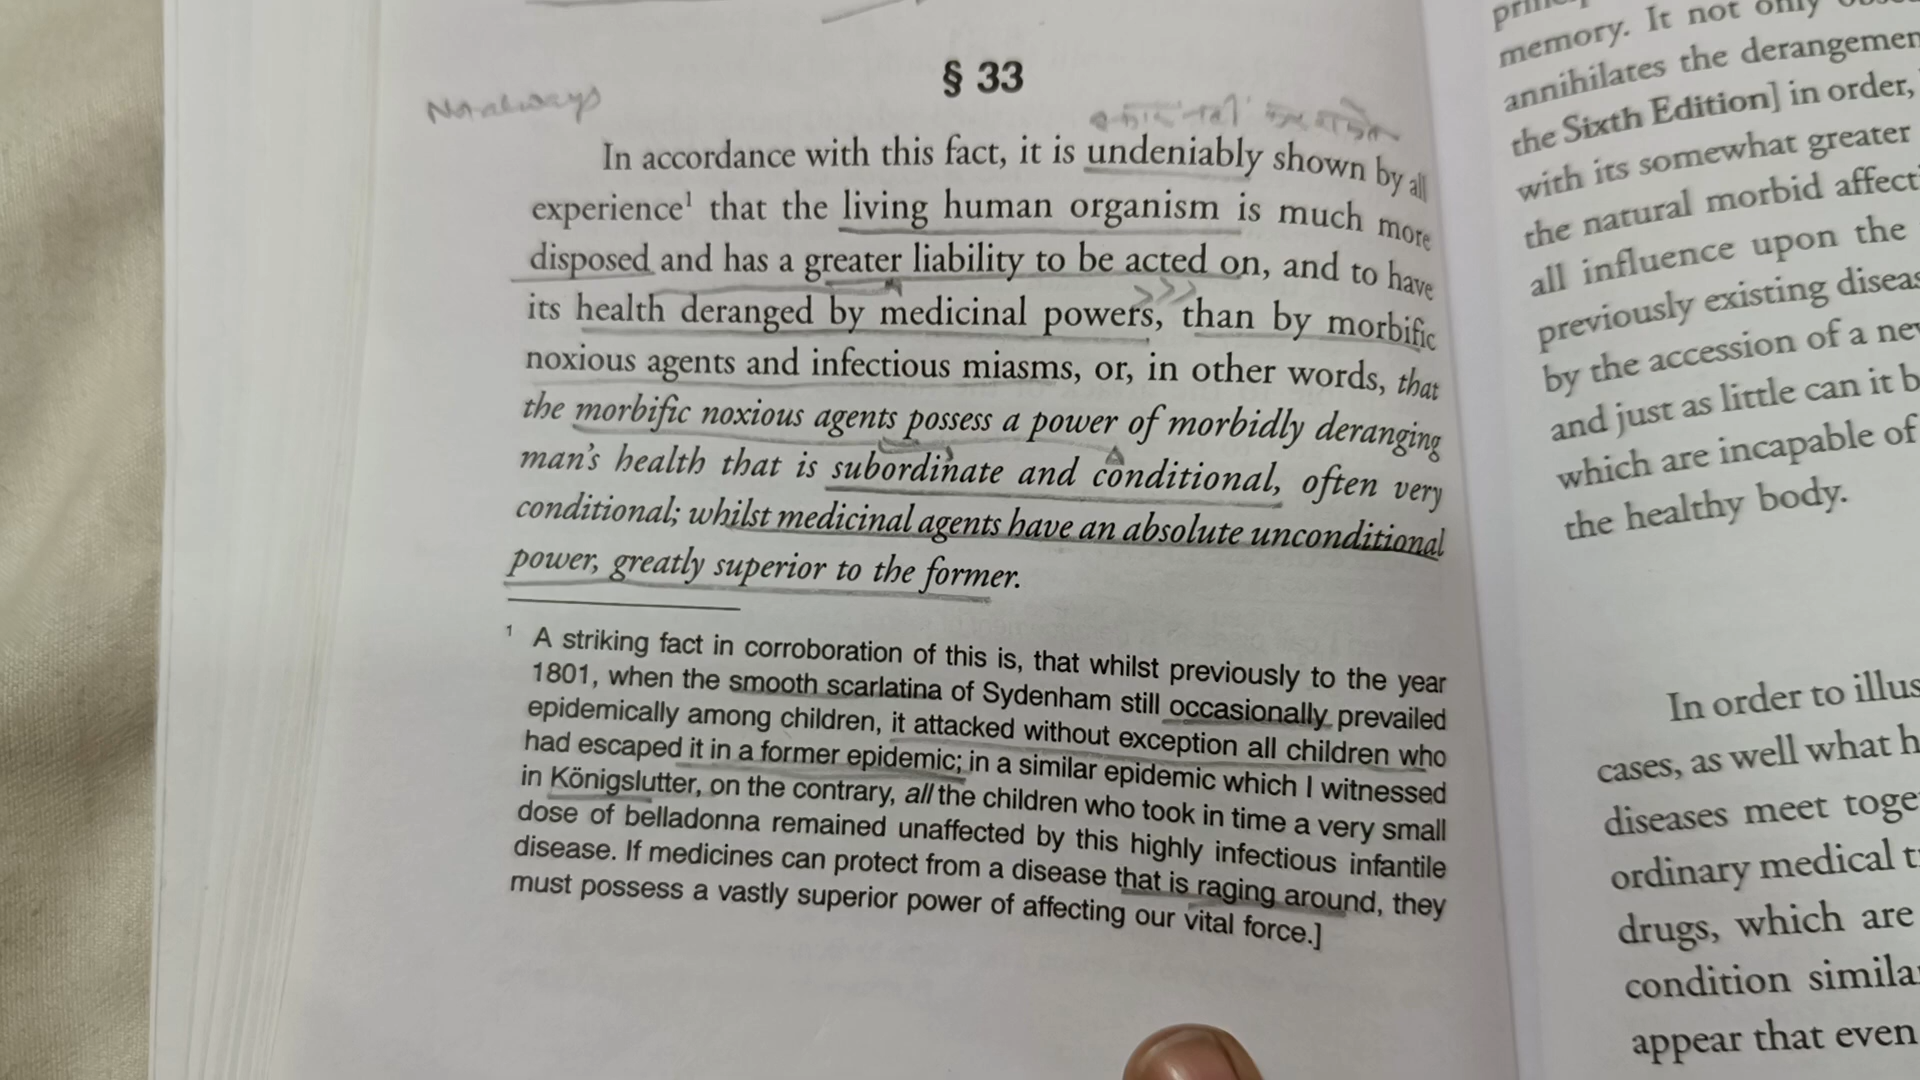 § 33
In accordance with this fact, it is undeniably shown by all
experience¹ that the living human organism is much more
disposed and has a greater liability to be acted on, and to have
its health deranged by medicinal powers, than by morbific
noxious agents and infectious miasms, or, in other words, that
the morbific noxious agents possess a power of morbidly deranging
man's health that is subordinate and conditional, often very
conditional; whilst medicinal agents have an absolute unconditional
power, greatly superior to the former.
¹ A striking fact in corroboration of this is, that whilst previously to the year
1801, when the smooth scarlatina of Sydenham still occasionally prevailed
epidemically among children, it attacked without exception all children who
had escaped it in a former epidemic; in a similar epidemic which I witnessed
in Königslutter, on the contrary, all the children who took in time a very small
dose of belladonna remained unaffected by this highly infectious infantile
disease. If medicines can protect from a disease that is raging around, they
must possess a vastly superior power of affecting our vital force.]
memory. It not only
annihilates the
the Sixth Edition] in order,
with its somewhat greater
the natural morbid
all influence upon the
previously existing
by the accession of a
and just as little can it
which are incapable of
the healthy body.
In order to
cases, as well what
diseases meet
ordinary medical
drugs, which are
condition
appear that even